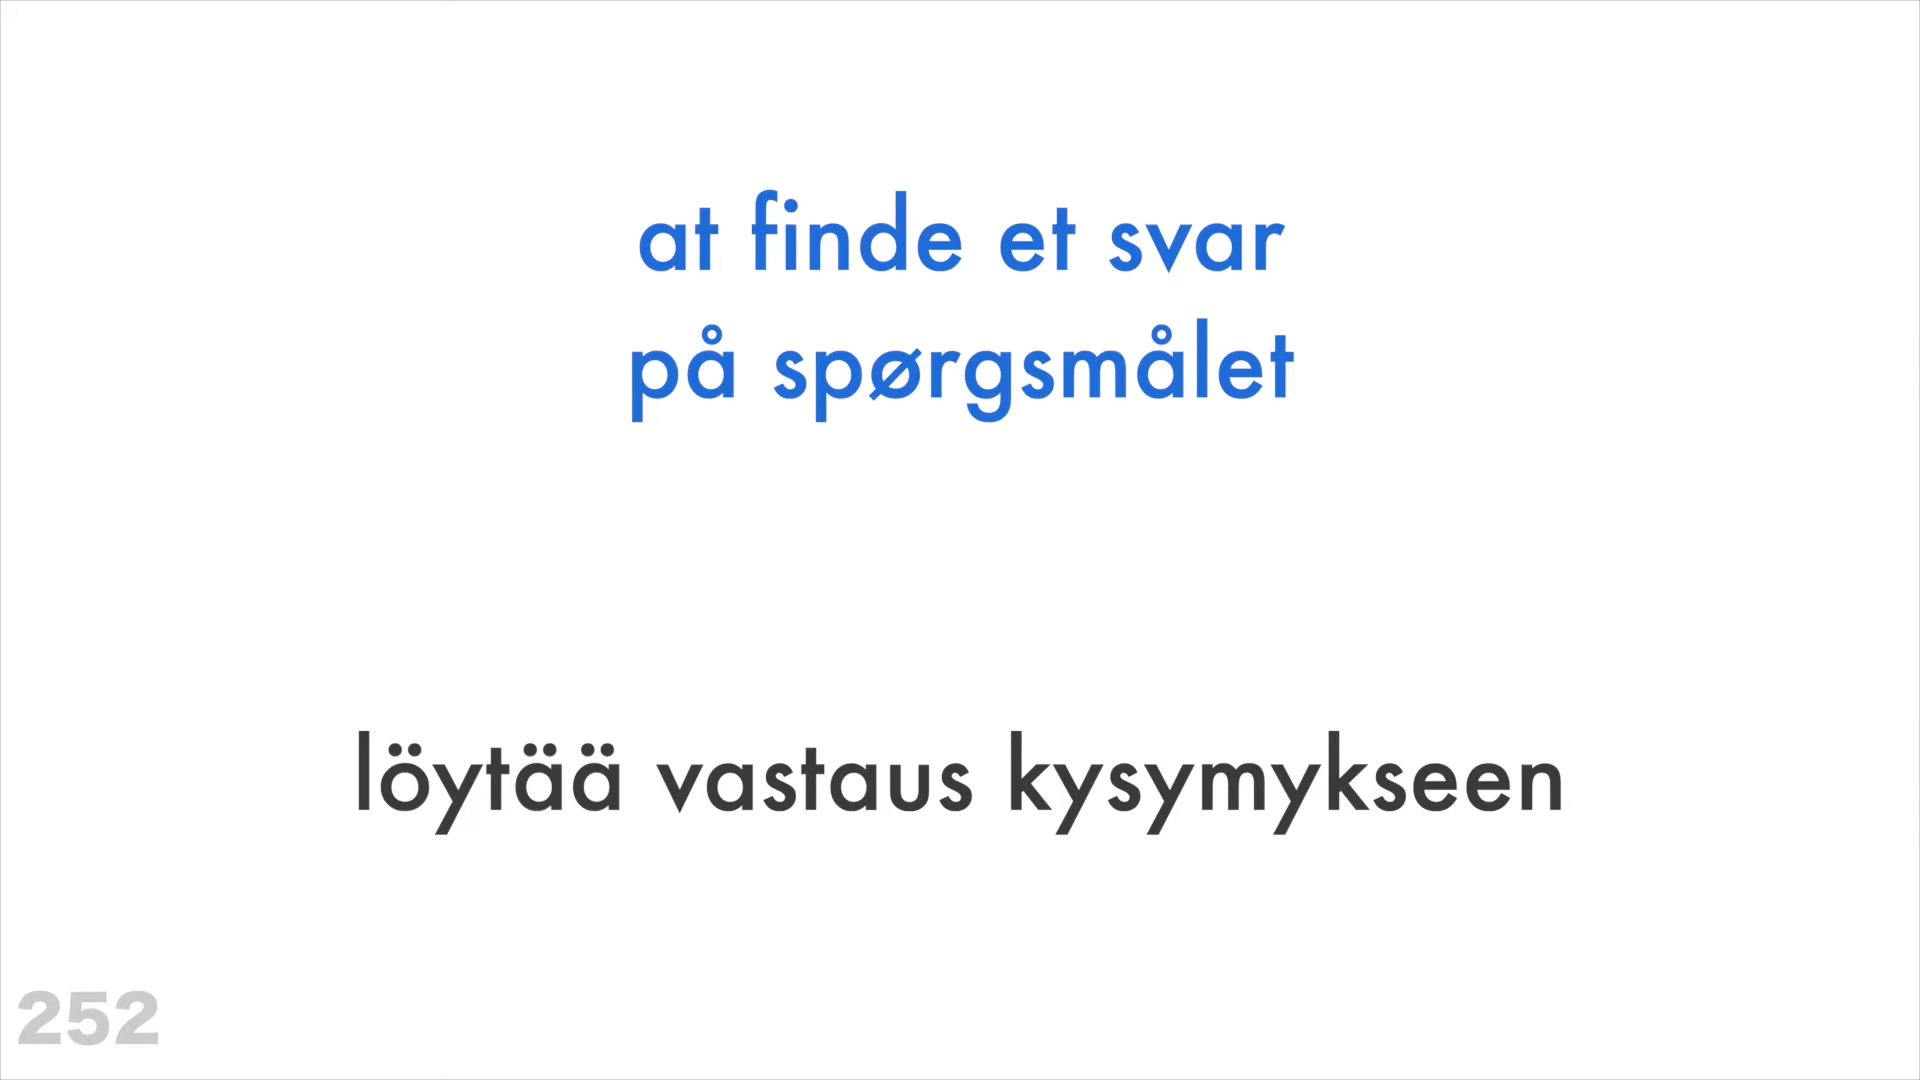 at finde et svar
på spørgsmålet
löytää vastaus kysymykseen
252